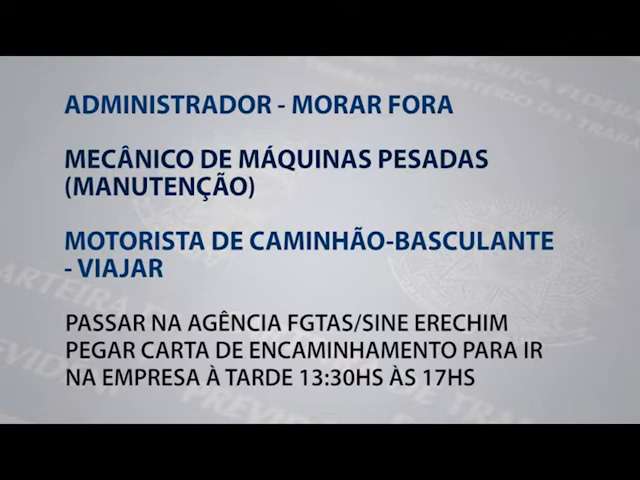 ADMINISTRADOR - MORAR FORA
MECÂNICO DE MÁQUINAS PESADAS
(MANUTENÇÃO)
MOTORISTA DE CAMINHÃO-BASCULANTE
- VIAJAR
PASSAR NA AGÊNCIA FGTAS/SINE ERECHIM
PEGAR CARTA DE ENCAMINHAMENTO PARA IR
NA EMPRESA À TARDE 13:30HS ÀS 17HS